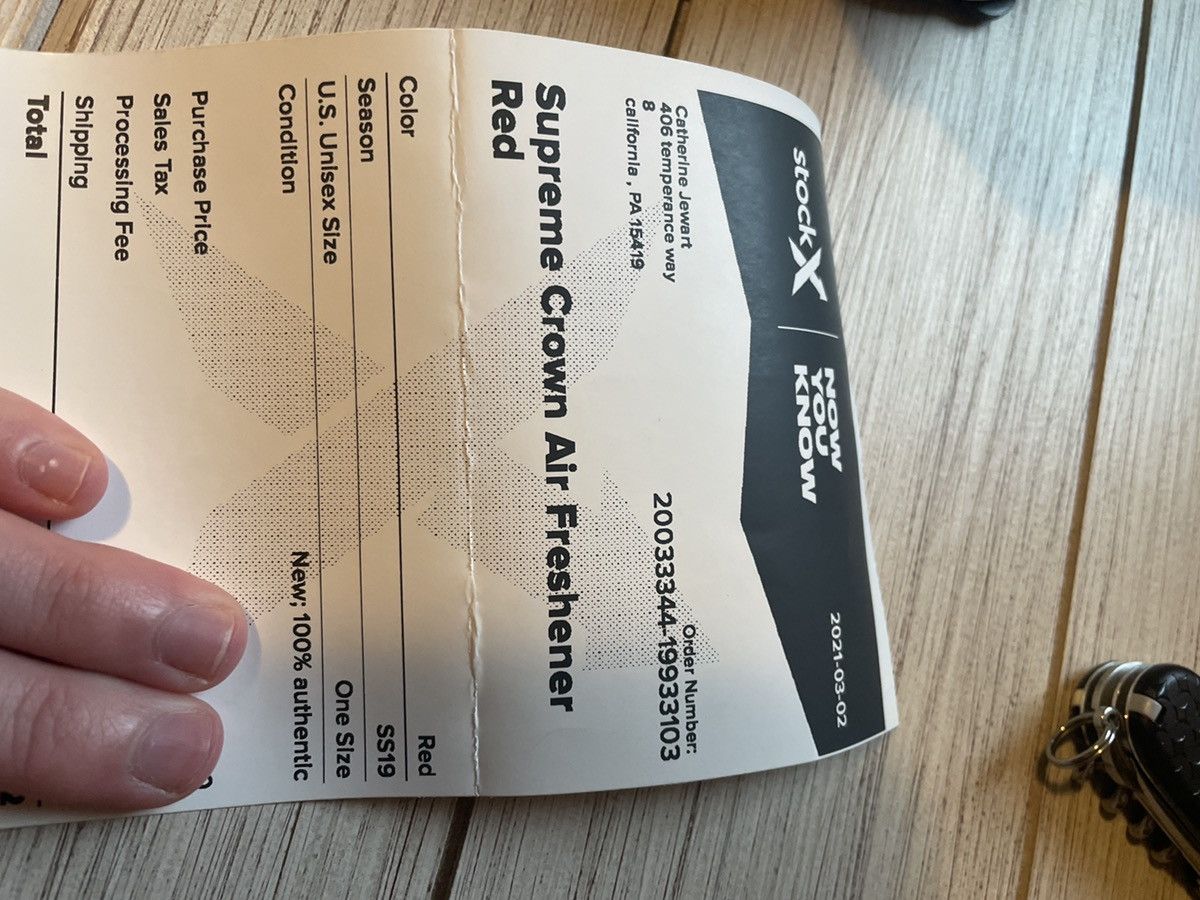 stockX | NOW YOU KNOW
2021-03-02
Catherine Jewart
406 temperance way
8
california , PA 15419
Order Number:
20033344-19933103
Supreme Crown Air Freshener
Red
Color Red
Season SS19
U.S. Unisex Size One Size
Condition New; 100% authentic
Purchase Price
Sales Tax
Processing Fee
Shipping
Total